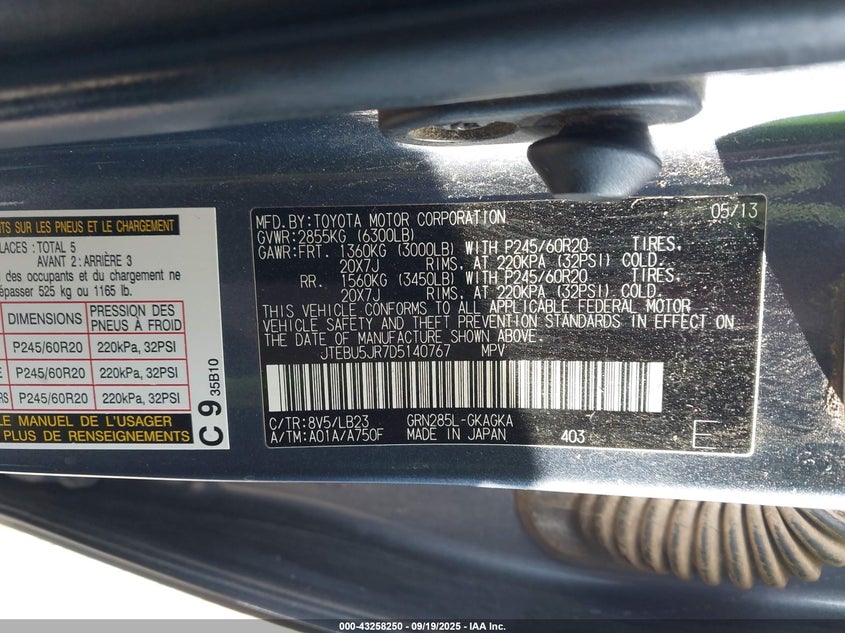 TS SUR LES PNEUS ET LE CHARGEMENT
PLACES : TOTAL 5
AVANT 2 : ARRIÈRE 3
des occupants et du chargement ne
dépasser 525 kg ou 1165 lb.
DIMENSIONS PRESSION DES PNEUS À FROID
P245/60R20 220kPa, 32PSI
E P245/60R20 220kPa, 32PSI
RS P245/60R20 220kPa, 32PSI
LE MANUEL DE L'USAGER
PLUS DE RENSEIGNEMENTS
C 9 35B10
MFD.BY:TOYOTA MOTOR CORPORATION 05/13
GVWR:2855KG (6300LB)
GAWR:FRT. 1360KG (3000LB) WITH P245/60R20 TIRES.
20X7J RIMS. AT 220KPA (32PSI) COLD.
RR. 1560KG (3450LB) WITH P245/60R20 TIRES.
20X7J RIMS. AT 220KPA (32PSI) COLD.
THIS VEHICLE CONFORMS TO ALL APPLICABLE FEDERAL MOTOR
VEHICLE SAFETY AND THEFT PREVENTION STANDARDS IN EFFECT ON
THE DATE OF MANUFACTURE SHOWN ABOVE.
JTEBU5JR7D5140767 MPV
C/TR:8V5/LB23 GRN285L-GKAGKA
A/TM:A01A/A750F MADE IN JAPAN 403 E
000-43258250 - 09/19/2025 - IAA Inc.